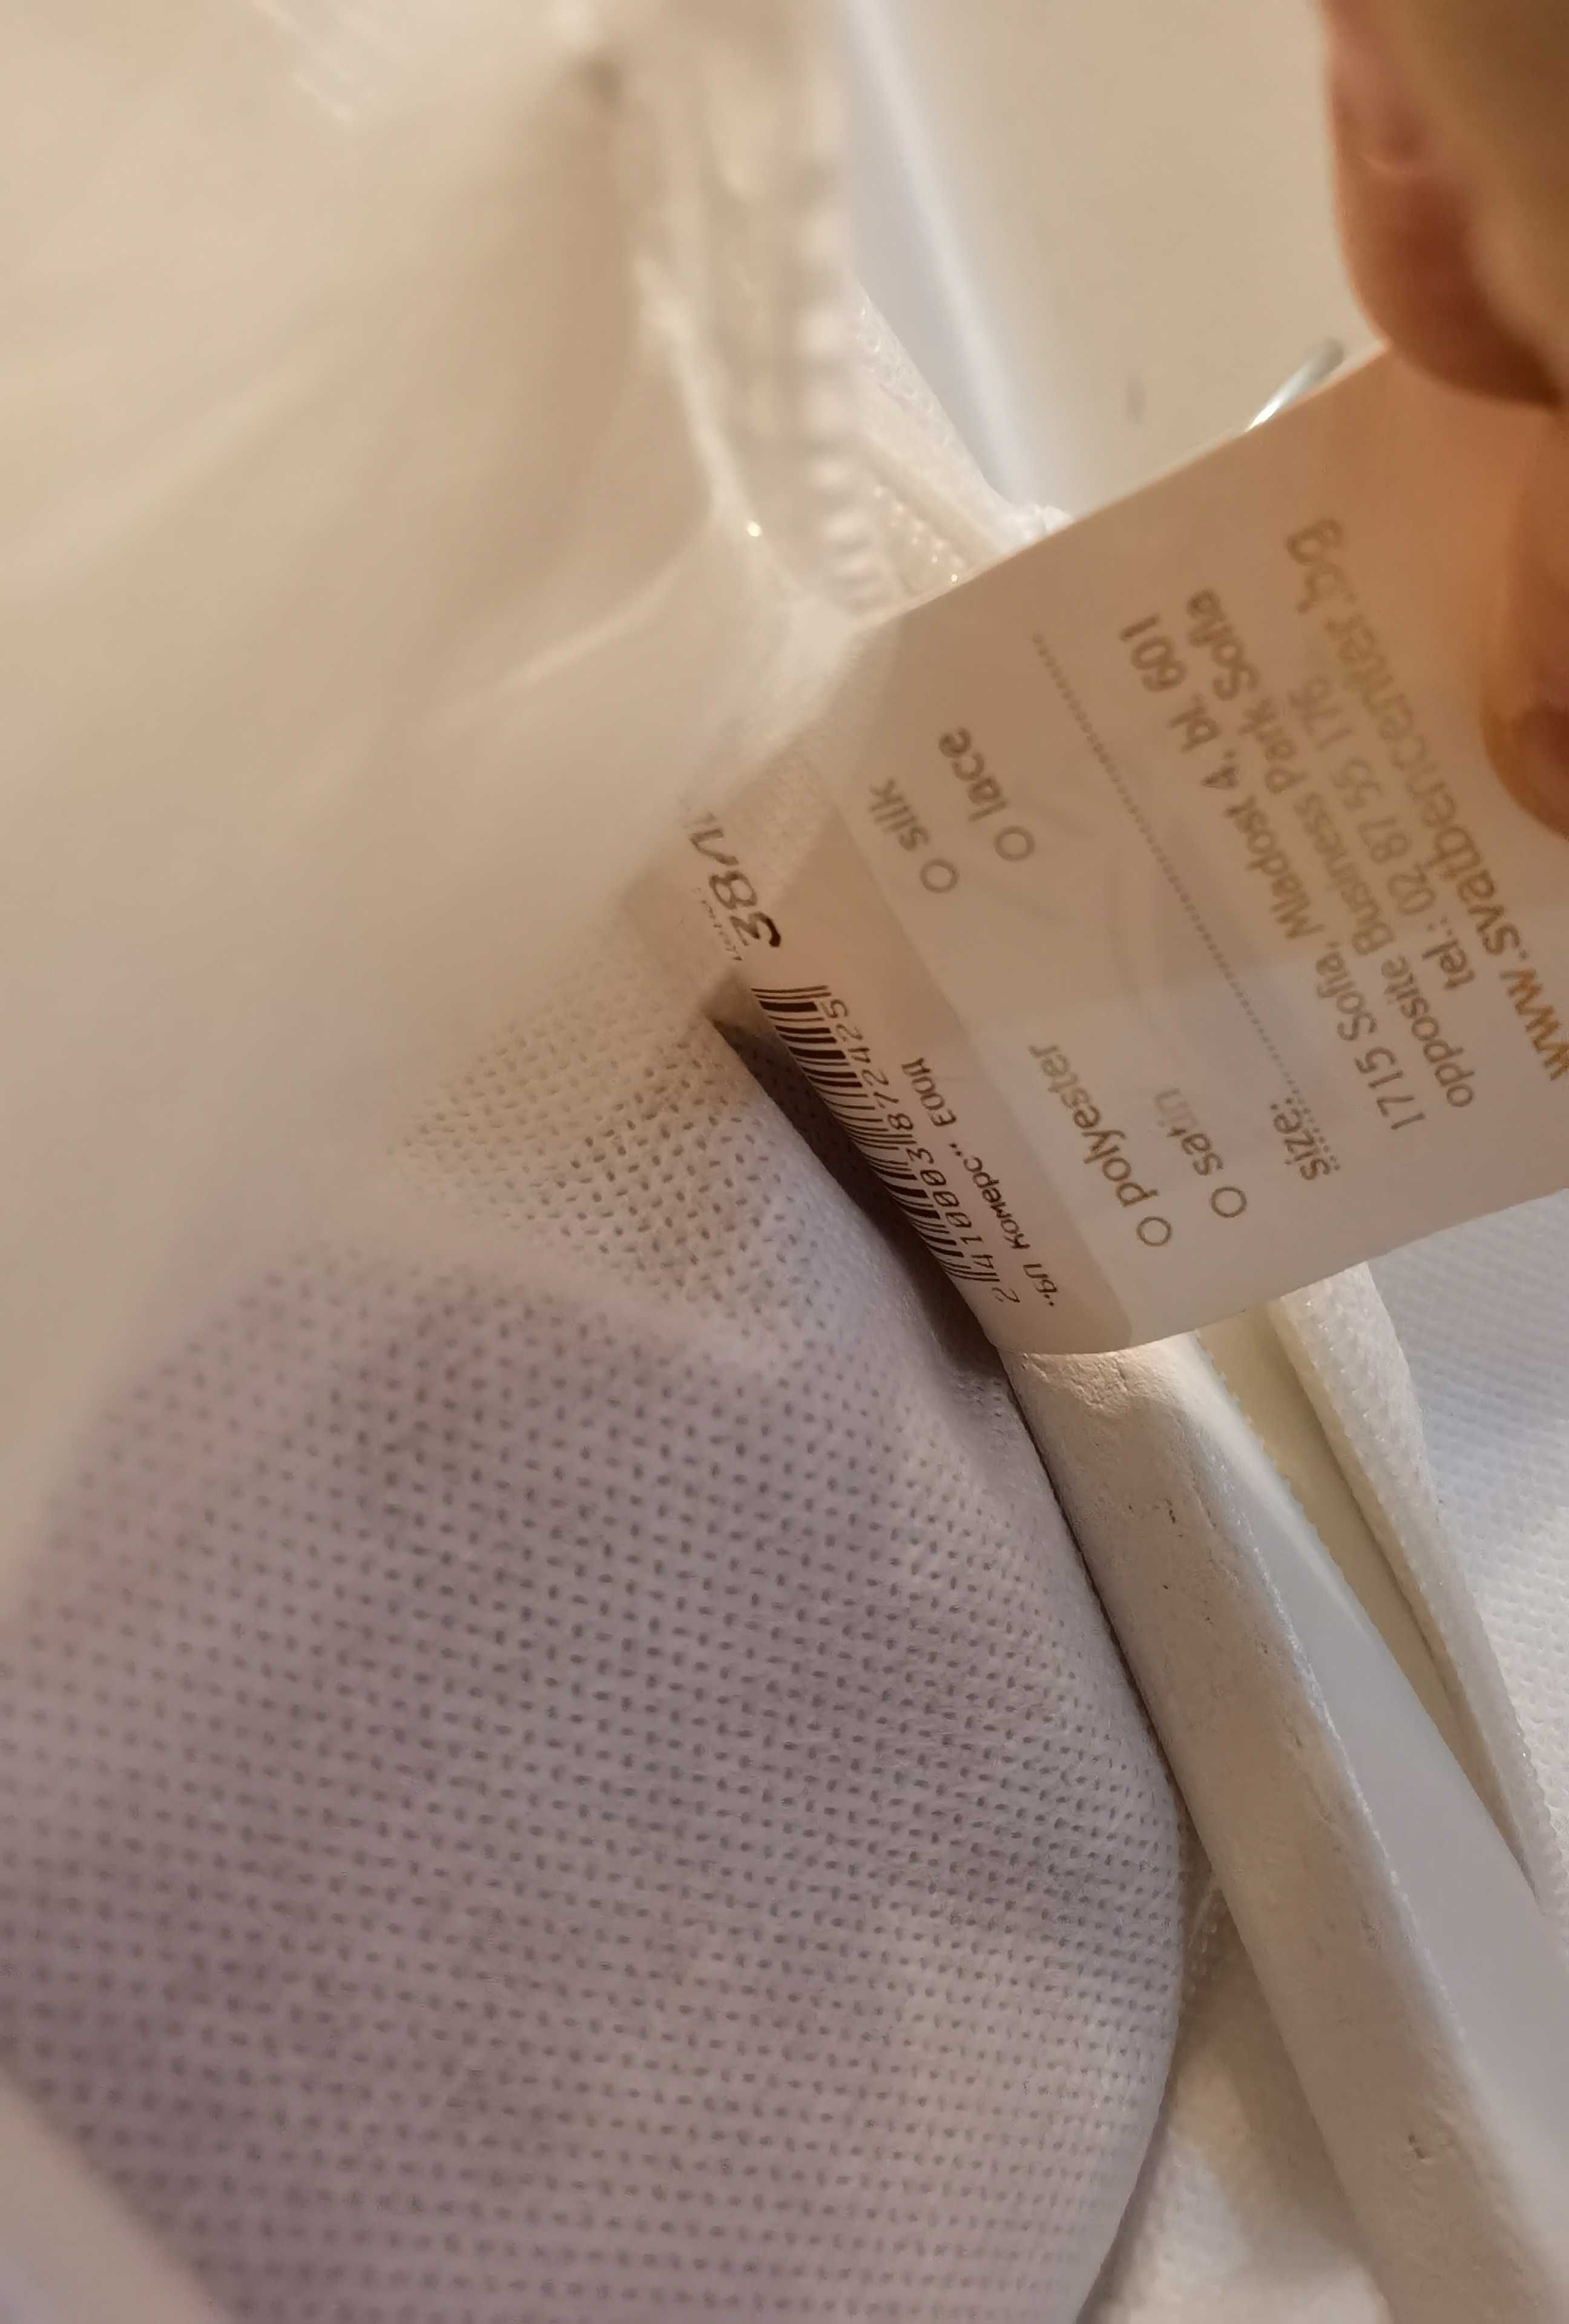 38/
2141000318872425
"БП Комерс" ЕООД
O polyester O silk
O satin O lace
size:
1715 Sofia, Mladost 4, bl. 601
opposite Business Park Sofia
tel.: 02 87 55 176
www.svatbencenter.bg